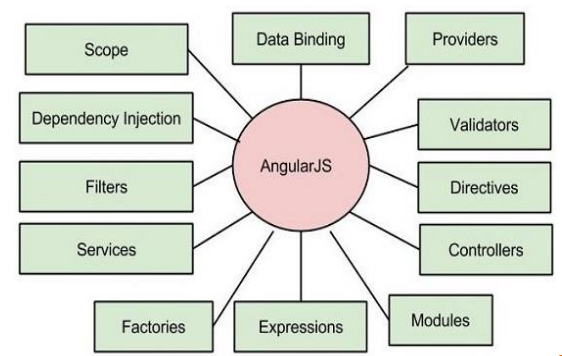 Scope
Data Binding
Providers
Dependency Injection
Validators
AngularJS
Filters
Directives
Services
Controllers
Factories
Expressions
Modules